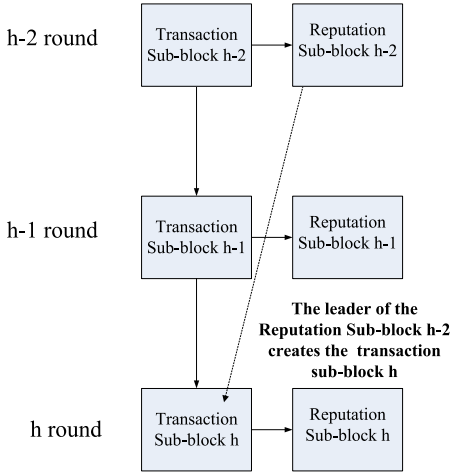 h-2 round
Transaction
Sub-block h-2
Reputation
Sub-block h-2
h-1 round
Transaction
Sub-block h-1
Reputation
Sub-block h-1
The leader of the
Reputation Sub-block h-2
creates the transaction
sub-block h
h round
Transaction
Sub-block h
Reputation
Sub-block h